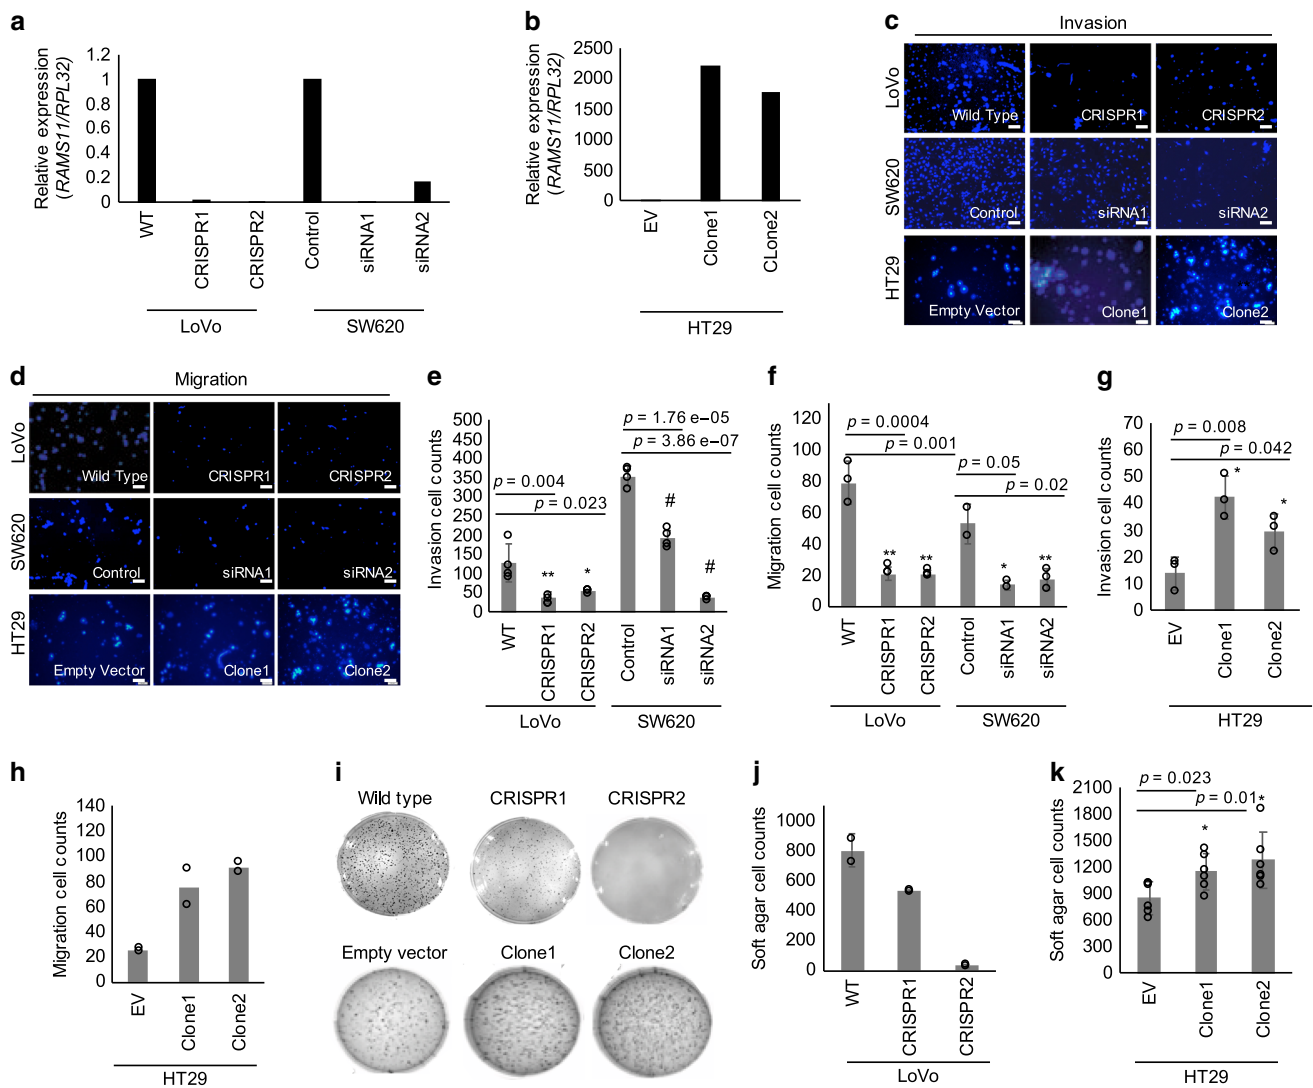 a
Relative expression
(RAMS11/RPL32)
1.2
1
0.8
0.6
0.4
0.2
0
WT
CRISPR1
CRISPR2
Control
siRNA1
siRNA2
LoVo
SW620
b
Relative expression
(RAMS11/RPL32)
2500
2000
1500
1000
500
0
EV
Clone1
CLone2
HT29
c
Invasion
LoVo
Wild Type
CRISPR1
CRISPR2
SW620
Control
siRNA1
siRNA2
HT29
Empty Vector
Clone1
Clone2
d
Migration
LoVo
Wild Type
CRISPR1
CRISPR2
SW620
Control
siRNA1
siRNA2
HT29
Empty Vector
Clone1
Clone2
e
Invasion cell counts
500
450
400
350
300
250
200
150
100
50
0
p = 1.76 e−05
p = 3.86 e−07
p = 0.004
p = 0.023
**
*
#
#
WT
CRISPR1
CRISPR2
Control
siRNA1
siRNA2
LoVo
SW620
f
Migration cell counts
120
100
80
60
40
20
0
p = 0.0004
p = 0.001
p = 0.05
p = 0.02
**
**
*
**
WT
CRISPR1
CRISPR2
Control
siRNA1
siRNA2
LoVo
SW620
g
Invasion cell counts
70
60
50
40
30
20
10
0
p = 0.008
p = 0.042
*
*
EV
Clone1
Clone2
HT29
h
Migration cell counts
140
120
100
80
60
40
20
0
EV
Clone1
Clone2
HT29
i
Wild type
CRISPR1
CRISPR2
Empty vector
Clone1
Clone2
j
Soft agar cell counts
1000
800
600
400
200
0
WT
CRISPR1
CRISPR2
LoVo
k
Soft agar cell counts
2100
1800
1500
1200
900
600
300
0
p = 0.023
p = 0.01
*
*
EV
Clone1
Clone2
HT29